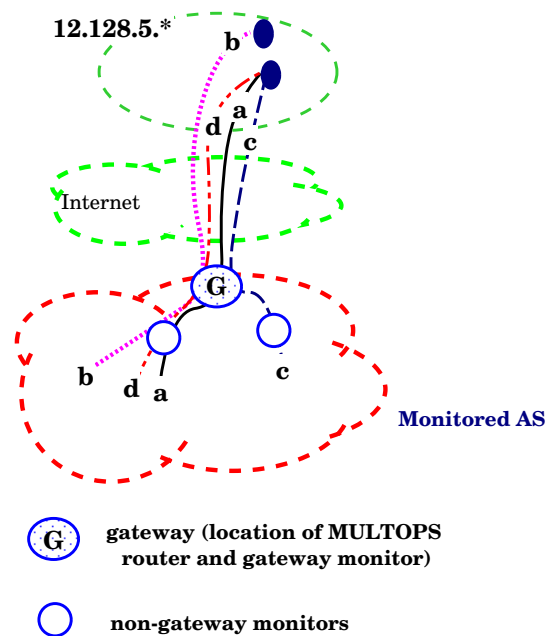 12.128.5.*
b
a
d
c
Internet
G
b
d
a
c
Monitored AS
G
gateway (location of MULTOPS
router and gateway monitor)
non-gateway monitors